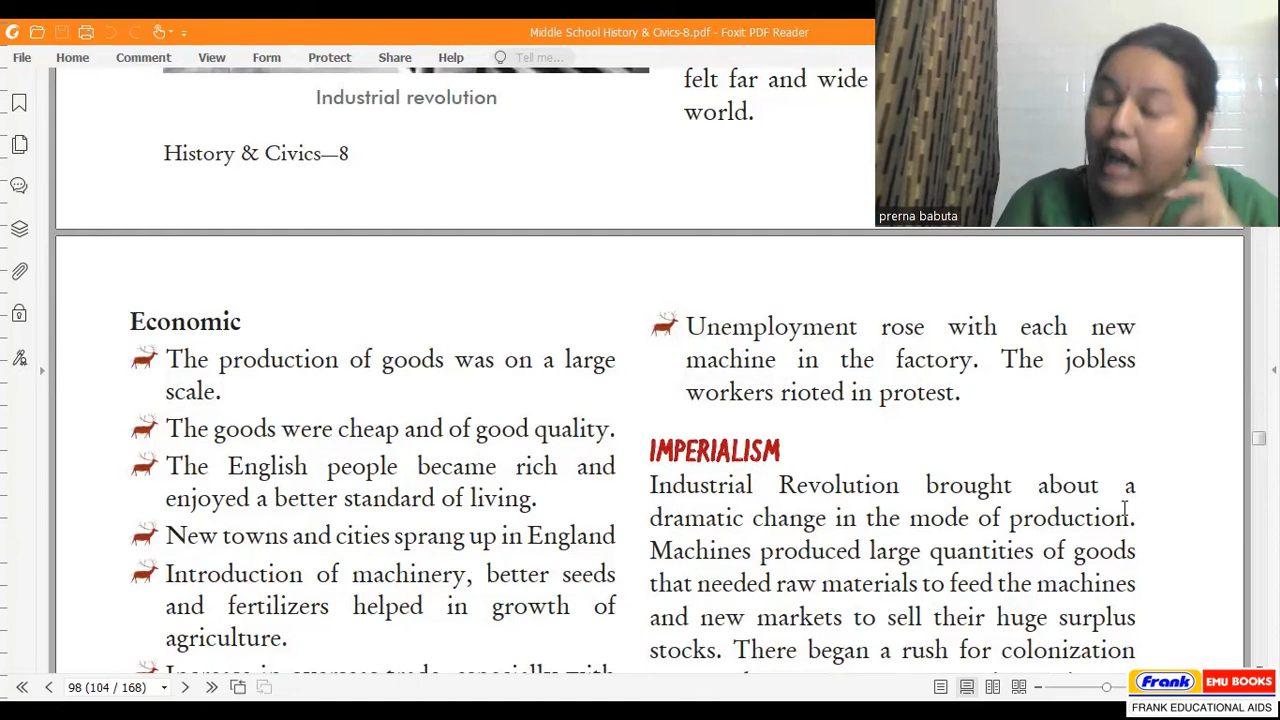 Middle School History & Civics-8.pdf - Foxit PDF Reader
File Home Comment View Form Protect Share Help Tell me...
Industrial revolution
History & Civics—8
felt far and wide
world.
prerna babuta
Economic
The production of goods was on a large
scale.
The goods were cheap and of good quality.
The English people became rich and
enjoyed a better standard of living.
New towns and cities sprang up in England
Introduction of machinery, better seeds
and fertilizers helped in growth of
agriculture.
Unemployment rose with each new
machine in the factory. The jobless
workers rioted in protest.
IMPERIALISM
Industrial Revolution brought about a
dramatic change in the mode of production.
Machines produced large quantities of goods
that needed raw materials to feed the machines
and new markets to sell their huge surplus
stocks. There began a rush for colonization
98 (104 / 168)
Frank EMU BOOKS
FRANK EDUCATIONAL AIDS